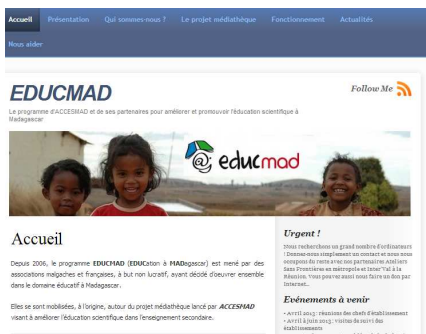 Accueil Présentation Qui sommes-nous ? Le projet médiathèque Fonctionnement Actualités
Nous aider
EDUCMAD
Follow Me
Le programme d'ACCESMAD et de ses partenaires pour améliorer et promouvoir l'éducation scientifique à
Madagascar
educmad
Accueil
Depuis 2006, le programme EDUCMAD (EDUCation à MADagascar) est mené par des
associations malgaches et françaises, à but non lucratif, ayant décidé d'œuvrer ensemble
dans le domaine éducatif à Madagascar.
Elles se sont mobilisées, à l'origine, autour du projet médiathèque lancé par ACCESMAD
visant à améliorer l'éducation scientifique dans l'enseignement secondaire.
Urgent !
Nous recherchons un grand nombre d'ordinateurs
! Donnez-nous simplement un contact et nous nous
occupons du reste avec nos partenaires Ateliers
Sans Frontières en métropole et Inter'Val à la
Réunion. Vous pouvez aussi nous faire un don par
Internet..
Evénements à venir
- Avril 2013: réunions des chefs d'établissement
- Avril à juin 2013: visites de suivi des
établissements